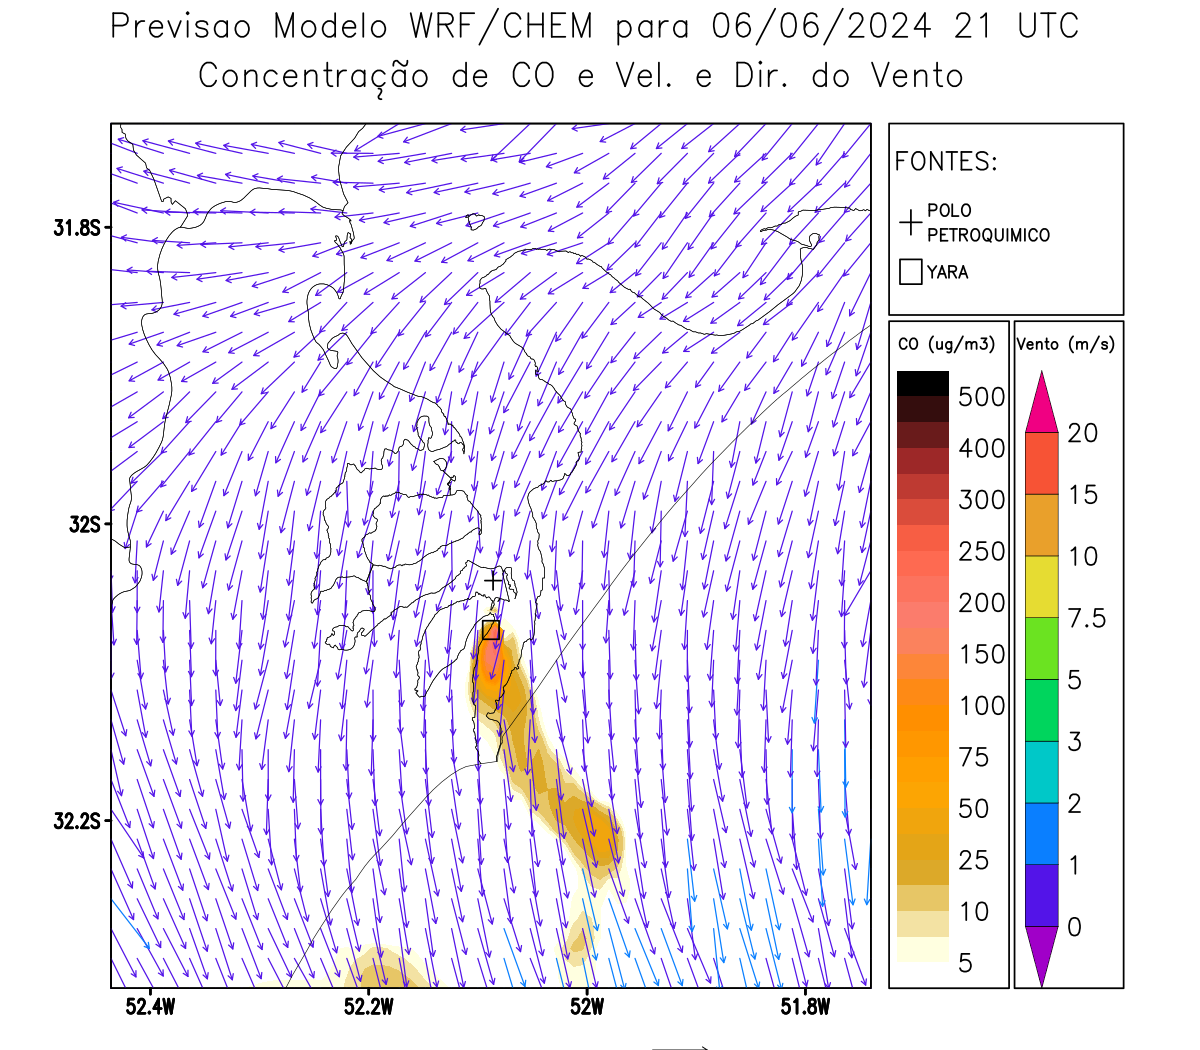 Previsao Modelo WRF/CHEM para 06/06/2024 21 UTC
Concentração de CO e Vel. e Dir. do Vento
FONTES:
POLO
PETROQUIMICO
YARA
CO (ug/m3)
500
400
300
250
200
150
100
75
50
25
10
5
Vento (m/s)
20
15
10
7.5
5
3
2
1
0
31.8S
32S
32.2S
52.4W 52.2W 52W 51.8W